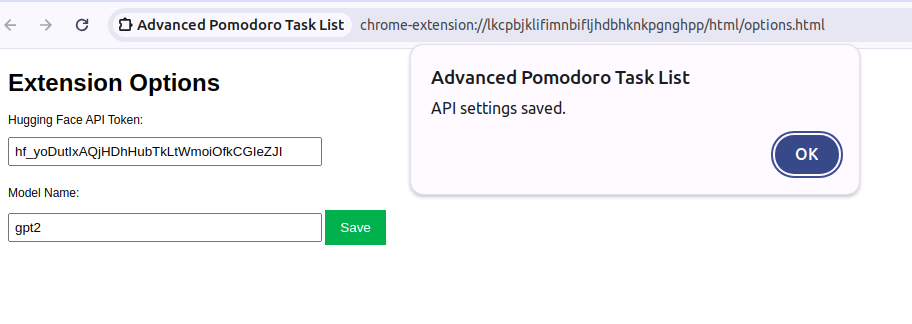 Advanced Pomodoro Task List chrome-extension://lkcpbjklifimnbifljhdbhknkpgnghpp/html/options.html
Extension Options
Hugging Face API Token:
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
Model Name:
gpt2
Save
Advanced Pomodoro Task List
API settings saved.
OK